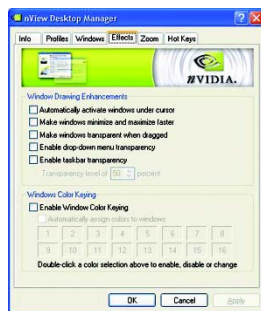 nView Desktop Manager
Info Profiles Windows Effects Zoom Hot Keys
NVIDIA.
Window Drawing Enhancements
Automatically activate windows under cursor
Make windows minimize and maximize faster
Make windows transparent when dragged
Enable drop-down menu transparency
Enable taskbar transparency
Transparency level of 50 percent
Windows Color Keying
Enable Window Color Keying
Automatically assign colors to windows
1 2 3 4 5 6 7 8
9 10 11 12 13 14 15 16
Double-click a color selection above to enable, disable or change
OK Cancel Apply